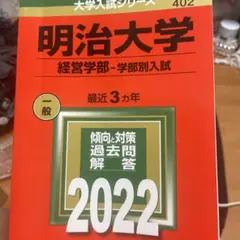 大学入試シリーズ
402
明治大学
経営学部-学部別入試
一般
最近3カ年
傾向と対策
過去問
解答
2022